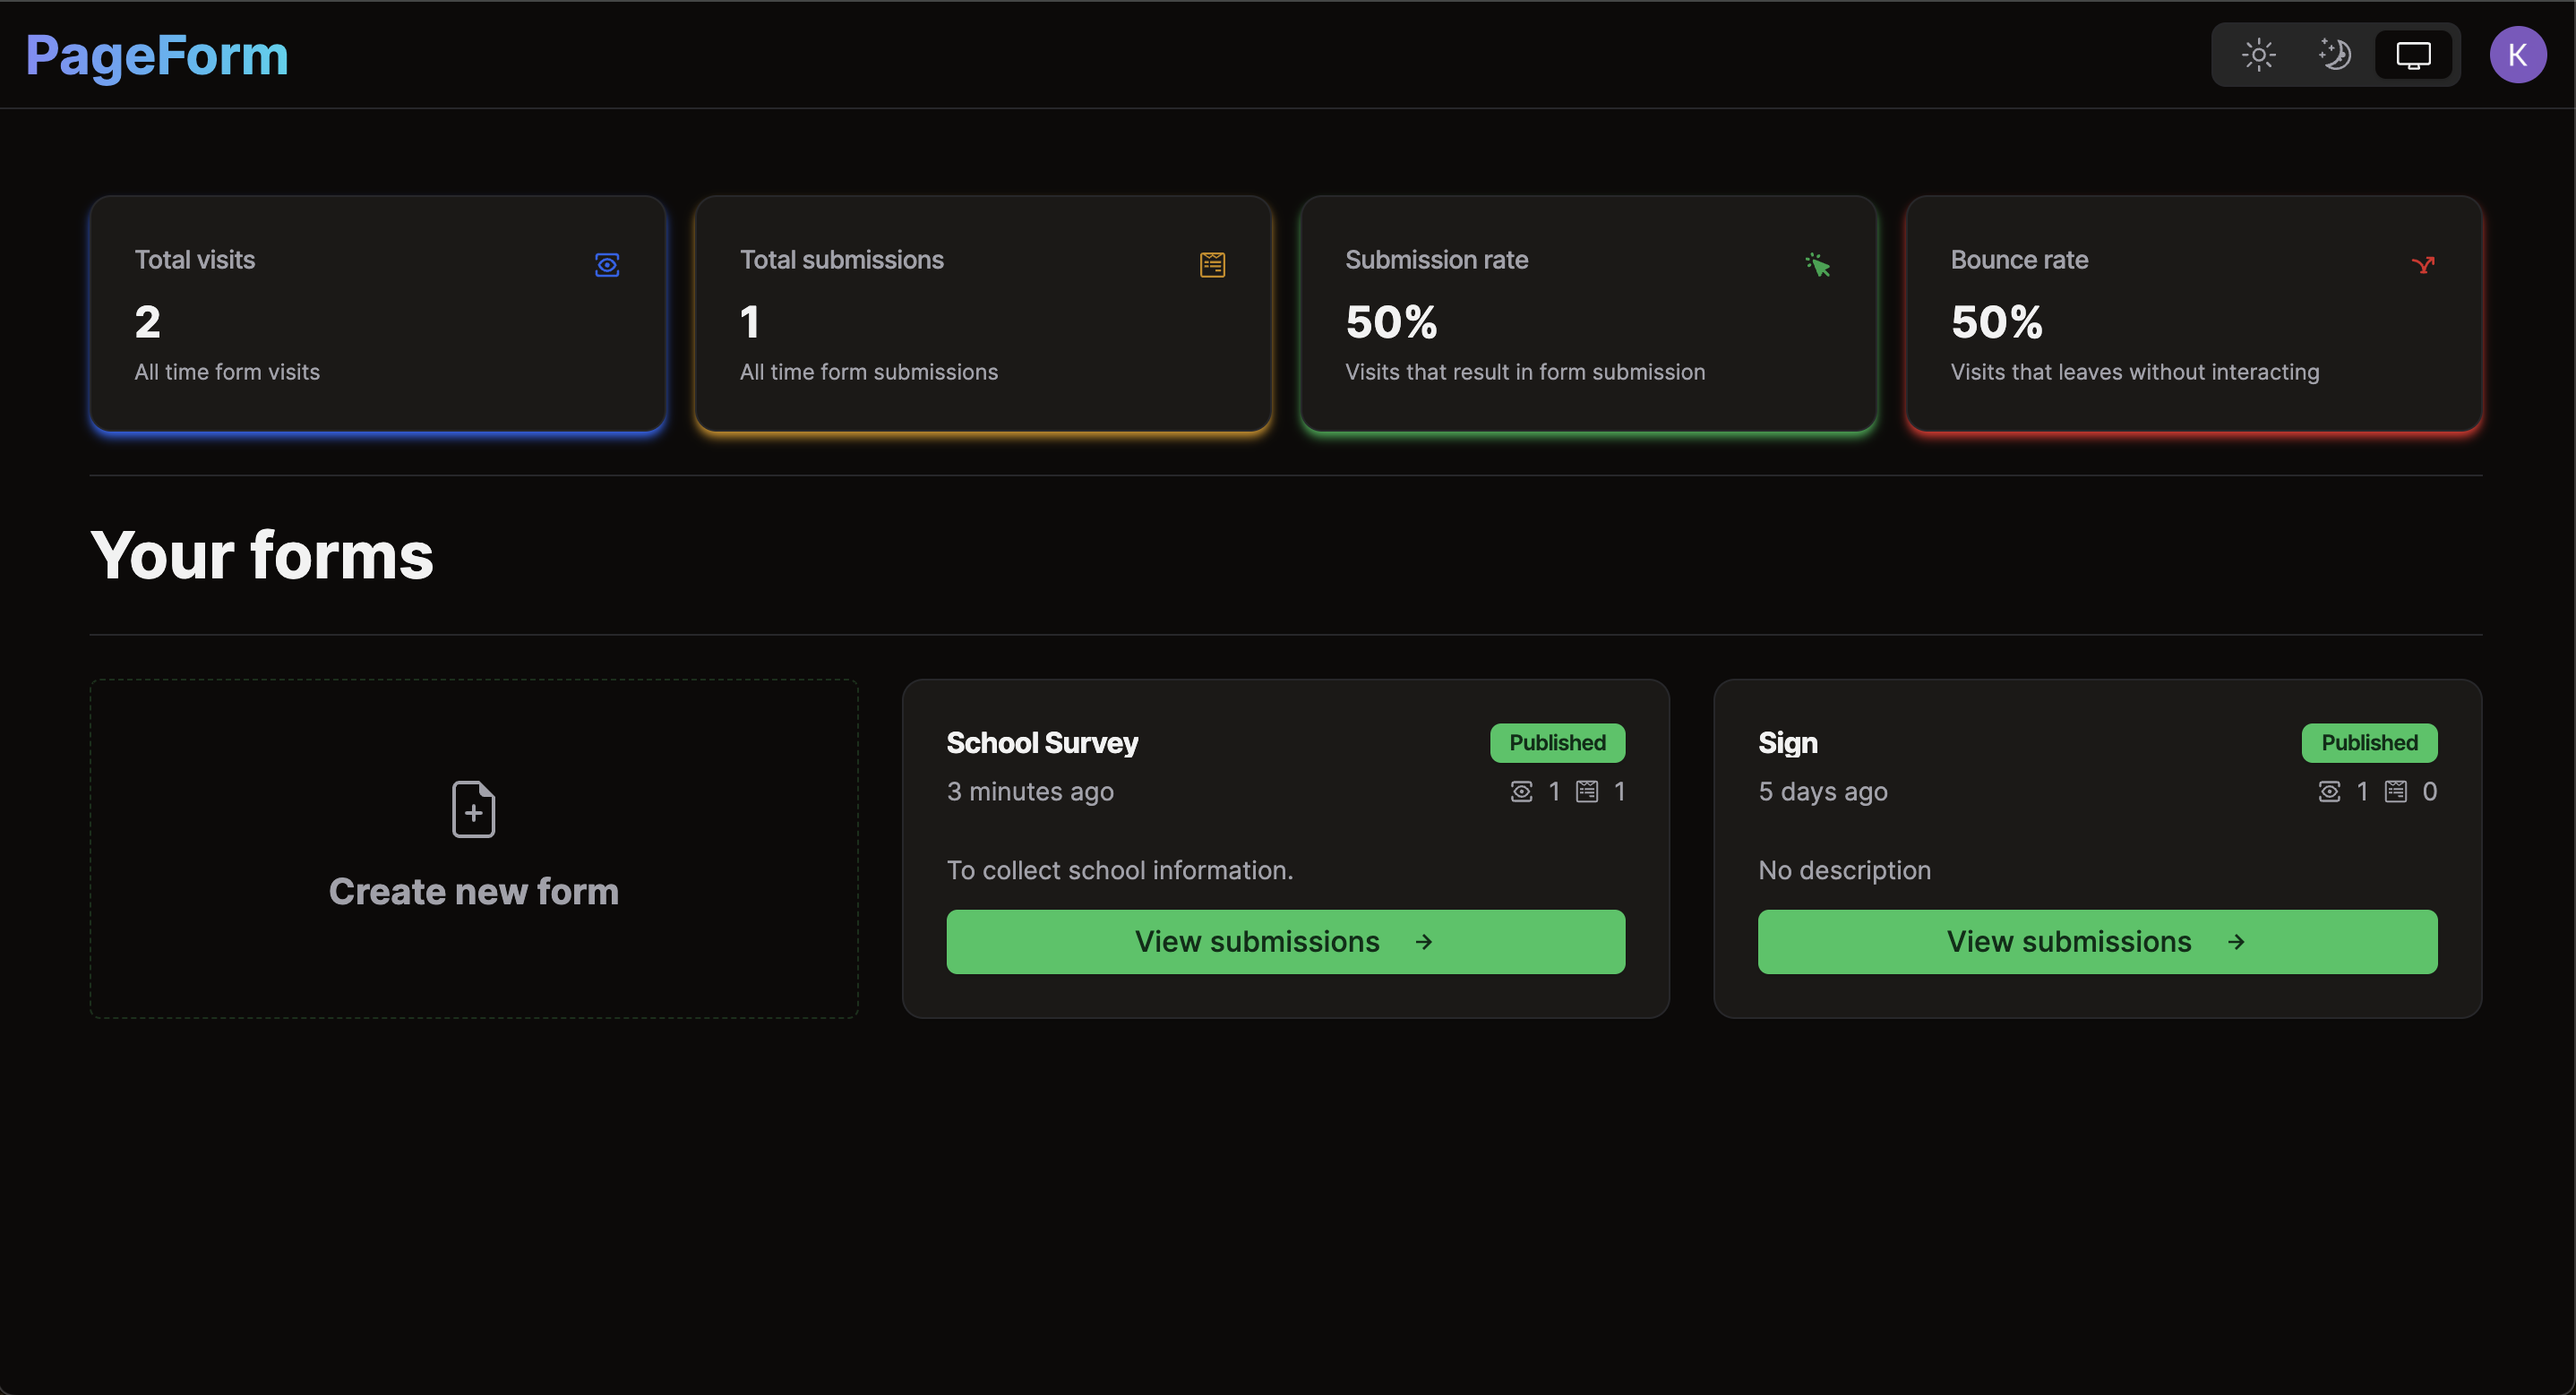 PageForm
K
Total visits
2
All time form visits
Total submissions
1
All time form submissions
Submission rate
50%
Visits that result in form submission
Bounce rate
50%
Visits that leaves without interacting
Your forms
Create new form
School Survey
Published
3 minutes ago
1 1
To collect school information.
View submissions
Sign
Published
5 days ago
1 0
No description
View submissions